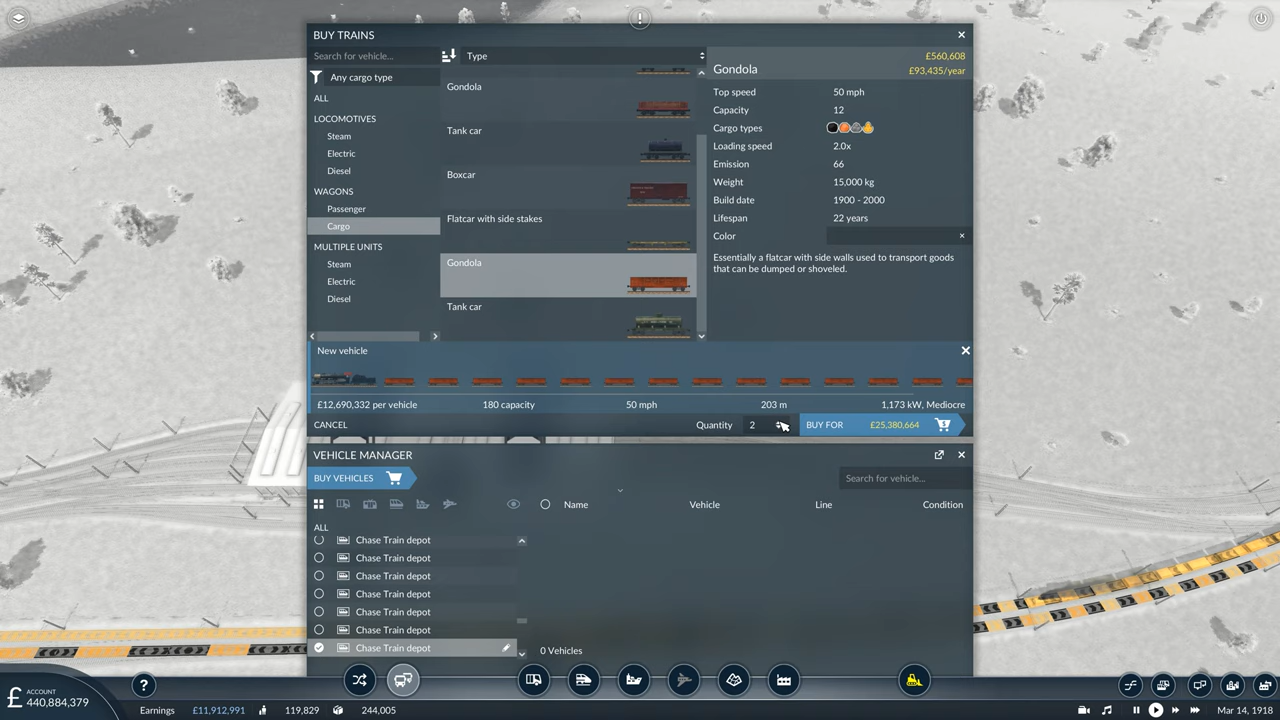 BUY TRAINS
Search for vehicle...
Type
£560,608
Any cargo type
Gondola
£93,435/year
ALL
LOCOMOTIVES
Steam
Electric
Diesel
WAGONS
Passenger
Cargo
MULTIPLE UNITS
Steam
Electric
Diesel
Gondola
Tank car
Boxcar
Flatcar with side stakes
Gondola
Tank car
Top speed 50 mph
Capacity 12
Cargo types
Loading speed 2.0x
Emission 66
Weight 15,000 kg
Build date 1900 - 2000
Lifespan 22 years
Color
Essentially a flatcar with side walls used to transport goods
that can be dumped or shoveled.
New vehicle
£12,690,332 per vehicle 180 capacity 50 mph 203 m 1,173 kW, Mediocre
CANCEL Quantity 2 BUY FOR £25,380,664
VEHICLE MANAGER
BUY VEHICLES Search for vehicle...
Name Vehicle Line Condition
ALL
Chase Train depot
Chase Train depot
Chase Train depot
Chase Train depot
Chase Train depot
Chase Train depot
Chase Train depot
0 Vehicles
£ ACCOUNT
440,884,379
?
Earnings £11,912,991 119,829 244,005 Mar 14, 1918